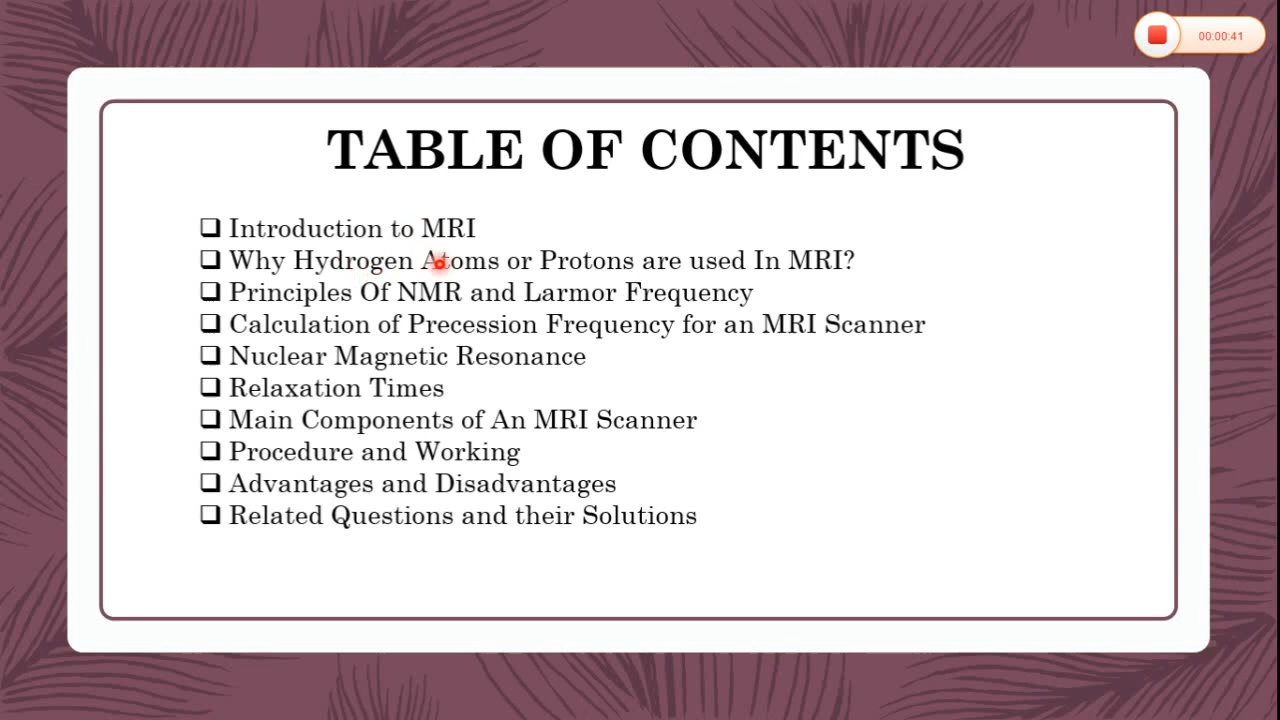 00:00:41
TABLE OF CONTENTS
Introduction to MRI
Why Hydrogen Atoms or Protons are used In MRI?
Principles Of NMR and Larmor Frequency
Calculation of Precession Frequency for an MRI Scanner
Nuclear Magnetic Resonance
Relaxation Times
Main Components of An MRI Scanner
Procedure and Working
Advantages and Disadvantages
Related Questions and their Solutions